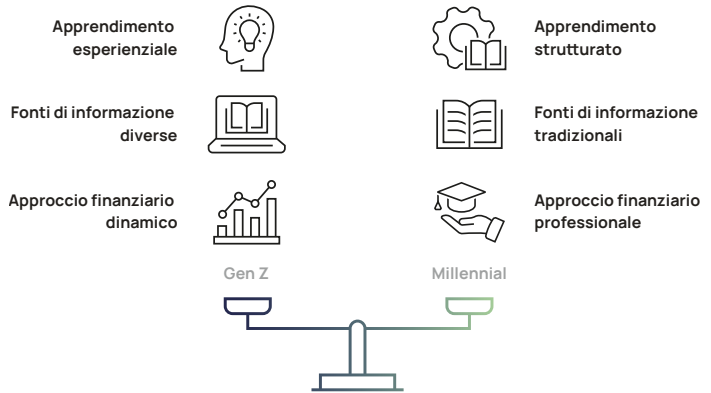 Apprendimento
esperienziale
Apprendimento
strutturato
Fonti di informazione
diverse
Fonti di informazione
tradizionali
Approccio finanziario
dinamico
Approccio finanziario
professionale
Gen Z
Millennial